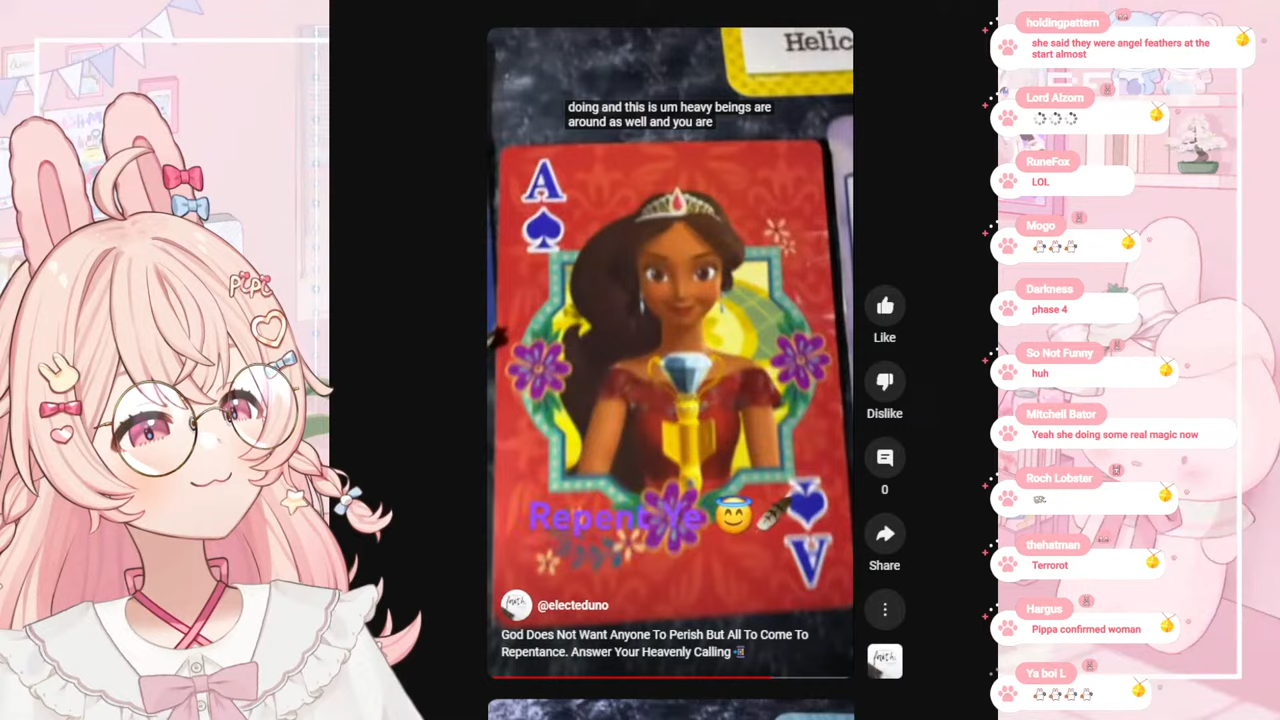 PiPi
Helic
doing and this is um heavy beings are
around as well and you are
A
Repent Ye
A
faith.
@electeduno
God Does Not Want Anyone To Perish But All To Come To
Repentance. Answer Your Heavenly Calling
Like
Dislike
0
Share
faith.
holdingpattern
she said they were angel feathers at the
start almost
Lord Alzorn
RuneFox
LOL
Mogo
Darkness
phase 4
So Not Funny
huh
Mitchell Bator
Yeah she doing some real magic now
Roch Lobster
thehatman
Terrorot
Hargus
Pippa confirmed woman
Ya boi L